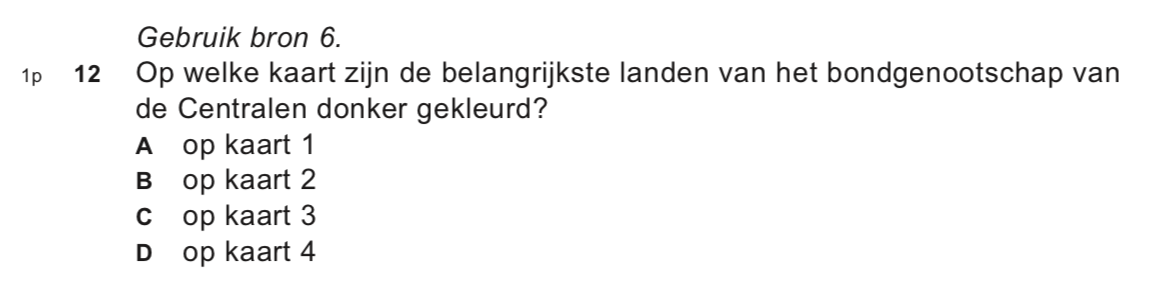 Gebruik bron 6.
1p 12 Op welke kaart zijn de belangrijkste landen van het bondgenootschap van
de Centralen donker gekleurd?
A op kaart 1
B op kaart 2
C op kaart 3
D op kaart 4